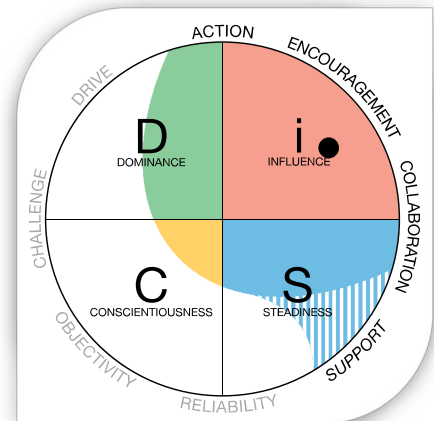 ACTION
ENCOURAGEMENT
DRIVE
D
DOMINANCE
i
INFLUENCE
CHALLENGE
COLLABORATION
C
CONSCIENTIOUSNESS
S
STEADINESS
OBJECTIVITY
SUPPORT
RELIABILITY